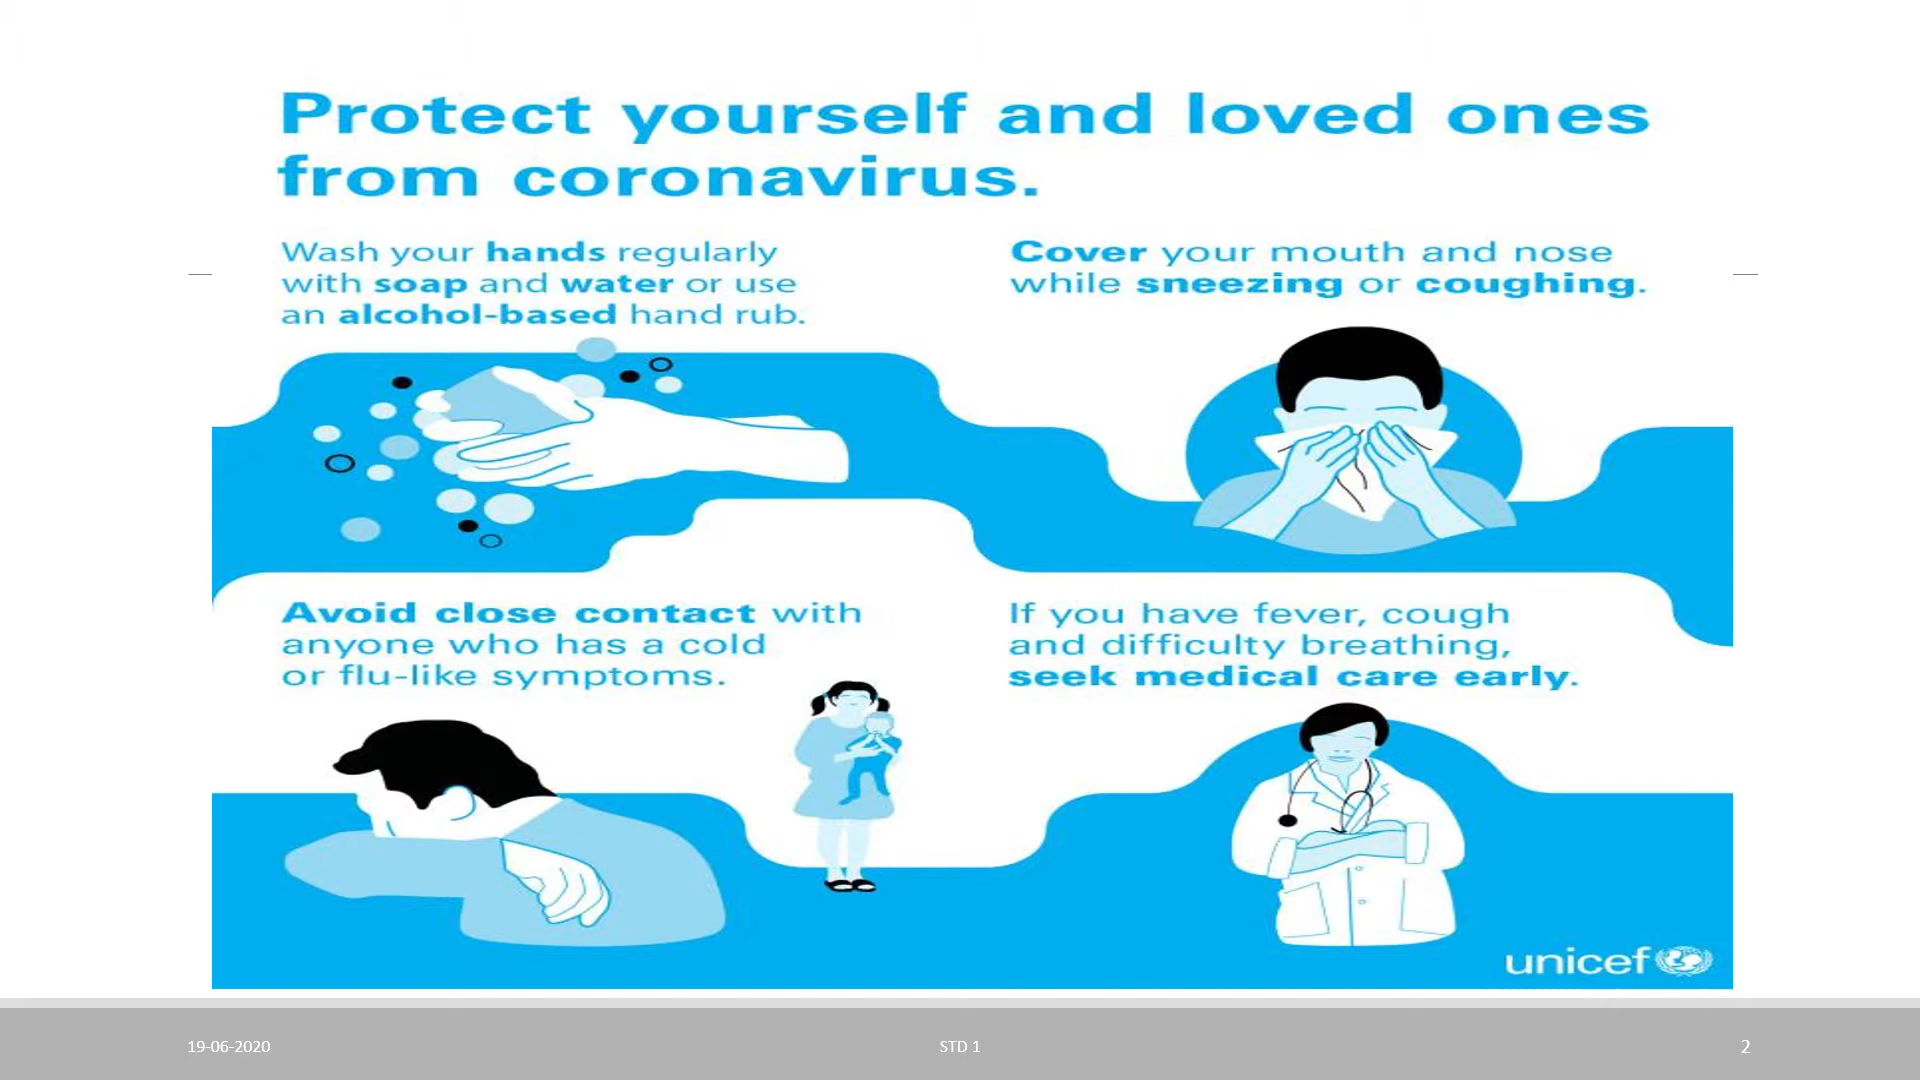 Protect yourself and loved ones
from coronavirus.
Wash your hands regularly
with soap and water or use
an alcohol-based hand rub.
Cover your mouth and nose
while sneezing or coughing.
Avoid close contact with
anyone who has a cold
or flu-like symptoms.
If you have fever, cough
and difficulty breathing,
seek medical care early.
unicef
19-06-2020
STD 1
2